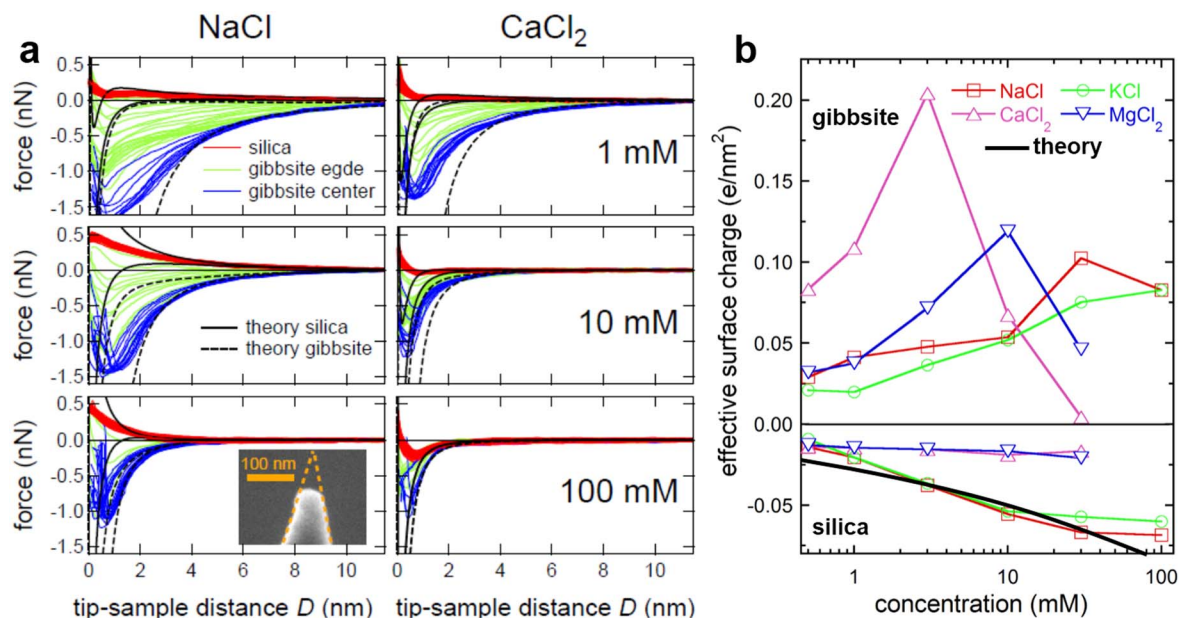 a
NaCl
CaCl2
force (nN)
0.5
0.0
-0.5
-1.0
-1.5
silica
gibbsite egde
gibbsite center
1 mM
force (nN)
0.5
0.0
-0.5
-1.0
-1.5
theory silica
theory gibbsite
10 mM
force (nN)
0.5
0.0
-0.5
-1.0
-1.5
100 nm
100 mM
0 2 4 6 8 10
0 2 4 6 8 10
tip-sample distance D (nm)
tip-sample distance D (nm)
b
effective surface charge (e/nm²)
0.20
0.15
0.10
0.05
0.00
-0.05
gibbsite
NaCl
KCl
CaCl2
MgCl2
theory
silica
1 10 100
concentration (mM)